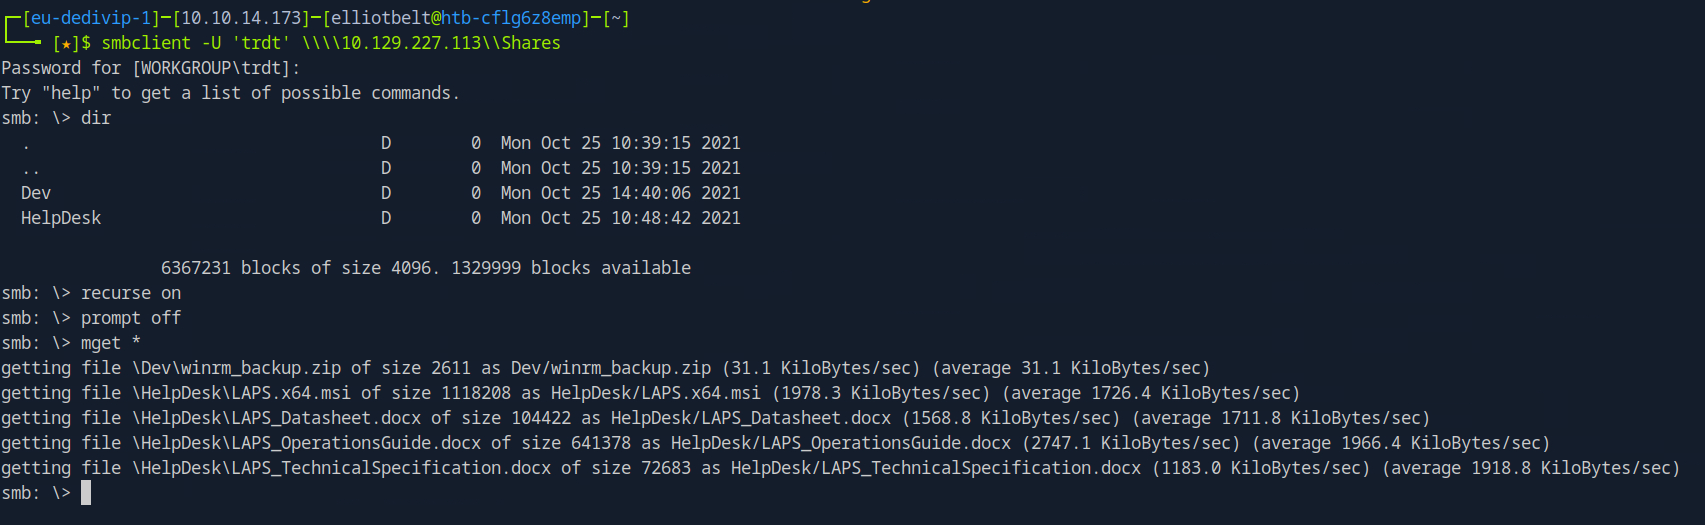 ┌─[eu-dedivip-1]─[10.10.14.173]─[elliotbelt@htb-cflg6z8emp]─[~]
└──╼ [★]$ smbclient -U 'trdt' \\\\10.129.227.113\\Shares
Password for [WORKGROUP\trdt]:
Try "help" to get a list of possible commands.
smb: \> dir
  .                                   D        0  Mon Oct 25 10:39:15 2021
  ..                                  D        0  Mon Oct 25 10:39:15 2021
  Dev                                 D        0  Mon Oct 25 14:40:06 2021
  HelpDesk                            D        0  Mon Oct 25 10:48:42 2021
                6367231 blocks of size 4096. 1329999 blocks available
smb: \> recurse on
smb: \> prompt off
smb: \> mget *
getting file \Dev\winrm_backup.zip of size 2611 as Dev/winrm_backup.zip (31.1 KiloBytes/sec) (average 31.1 KiloBytes/sec)
getting file \HelpDesk\LAPS.x64.msi of size 1118208 as HelpDesk/LAPS.x64.msi (1978.3 KiloBytes/sec) (average 1726.4 KiloBytes/sec)
getting file \HelpDesk\LAPS_Datasheet.docx of size 104422 as HelpDesk/LAPS_Datasheet.docx (1568.8 KiloBytes/sec) (average 1711.8 KiloBytes/sec)
getting file \HelpDesk\LAPS_OperationsGuide.docx of size 641378 as HelpDesk/LAPS_OperationsGuide.docx (2747.1 KiloBytes/sec) (average 1966.4 KiloBytes/sec)
getting file \HelpDesk\LAPS_TechnicalSpecification.docx of size 72683 as HelpDesk/LAPS_TechnicalSpecification.docx (1183.0 KiloBytes/sec) (average 1918.8 KiloBytes/sec)
smb: \>